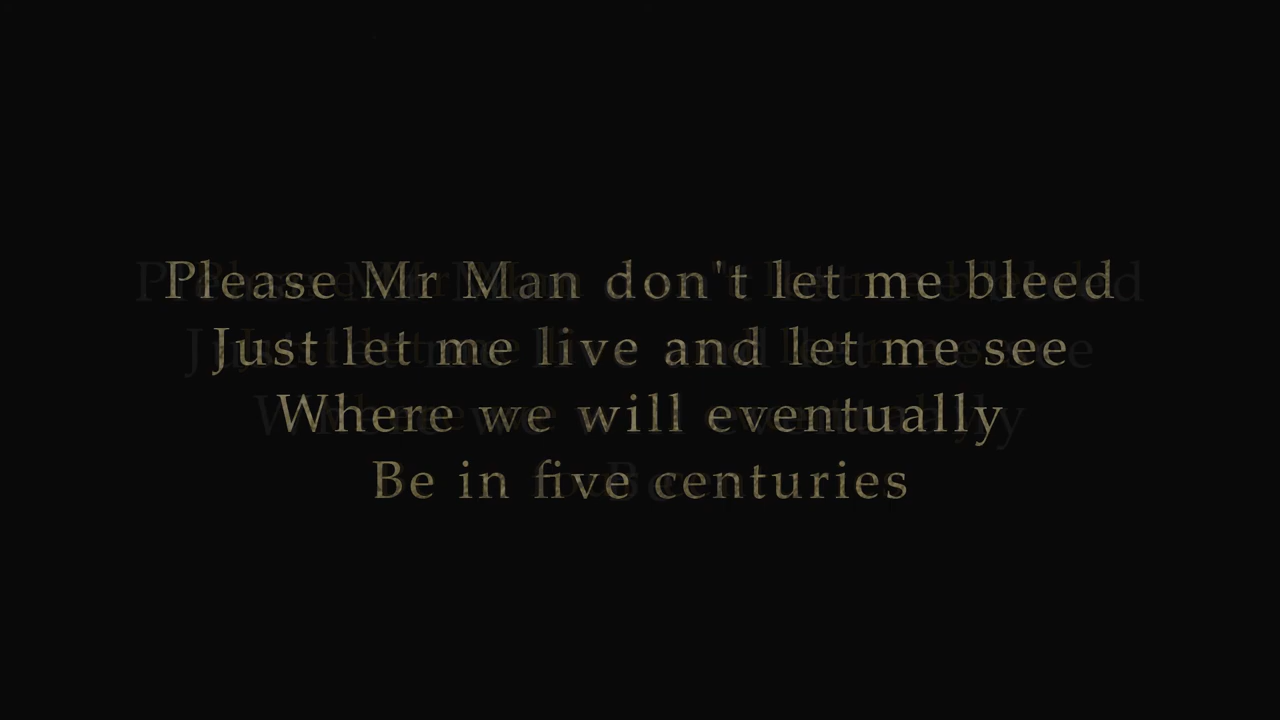 Please Mr Man don't let me bleed
Just let me live and let me see
Where we will eventually
Be in five centuries